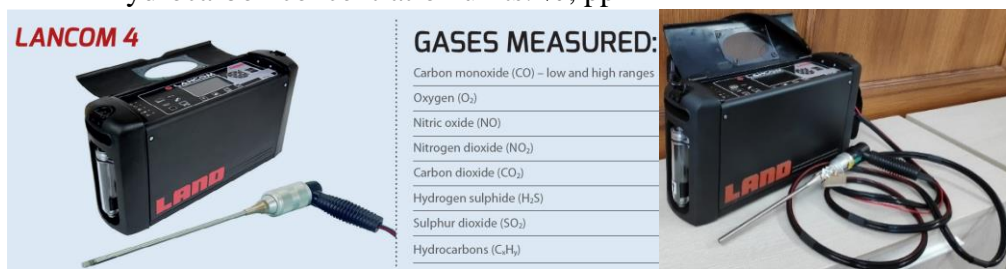 LANCOM 4
LAND
GASES MEASURED:
Carbon monoxide (CO) – low and high ranges
Oxygen (O₂)
Nitric oxide (NO)
Nitrogen dioxide (NO₂)
Carbon dioxide (CO₂)
Hydrogen sulphide (H₂S)
Sulphur dioxide (SO₂)
Hydrocarbons (CₓHᵧ)
LAND